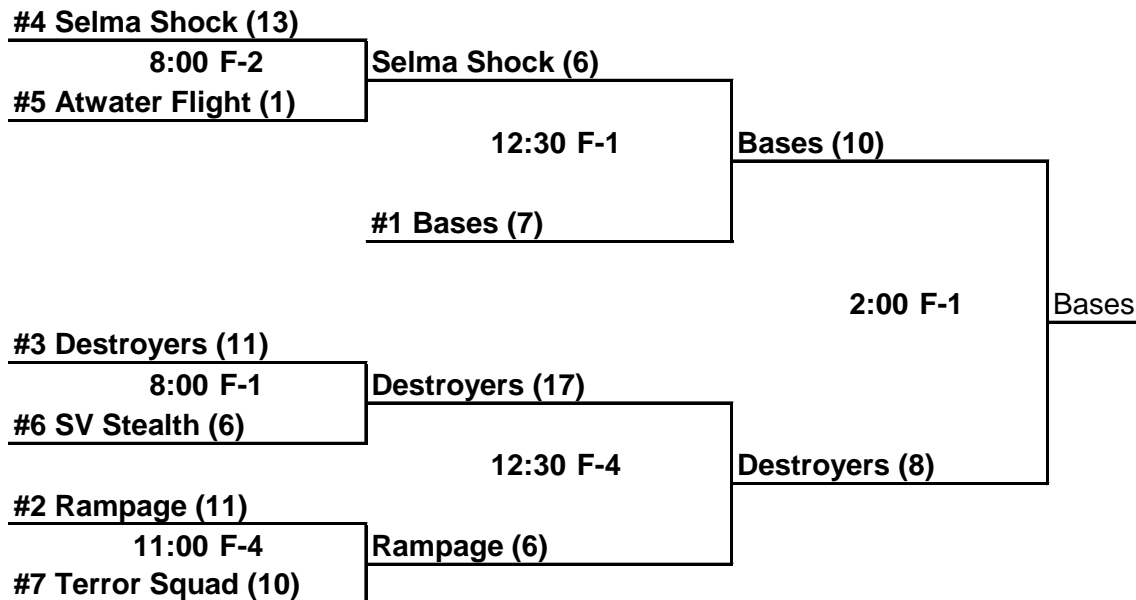 #4 Selma Shock (13)
8:00 F-2
Selma Shock (6)
#5 Atwater Flight (1)
12:30 F-1
Bases (10)
#1 Bases (7)
2:00 F-1
Bases
#3 Destroyers (11)
8:00 F-1
Destroyers (17)
#6 SV Stealth (6)
12:30 F-4
Destroyers (8)
#2 Rampage (11)
11:00 F-4
Rampage (6)
#7 Terror Squad (10)